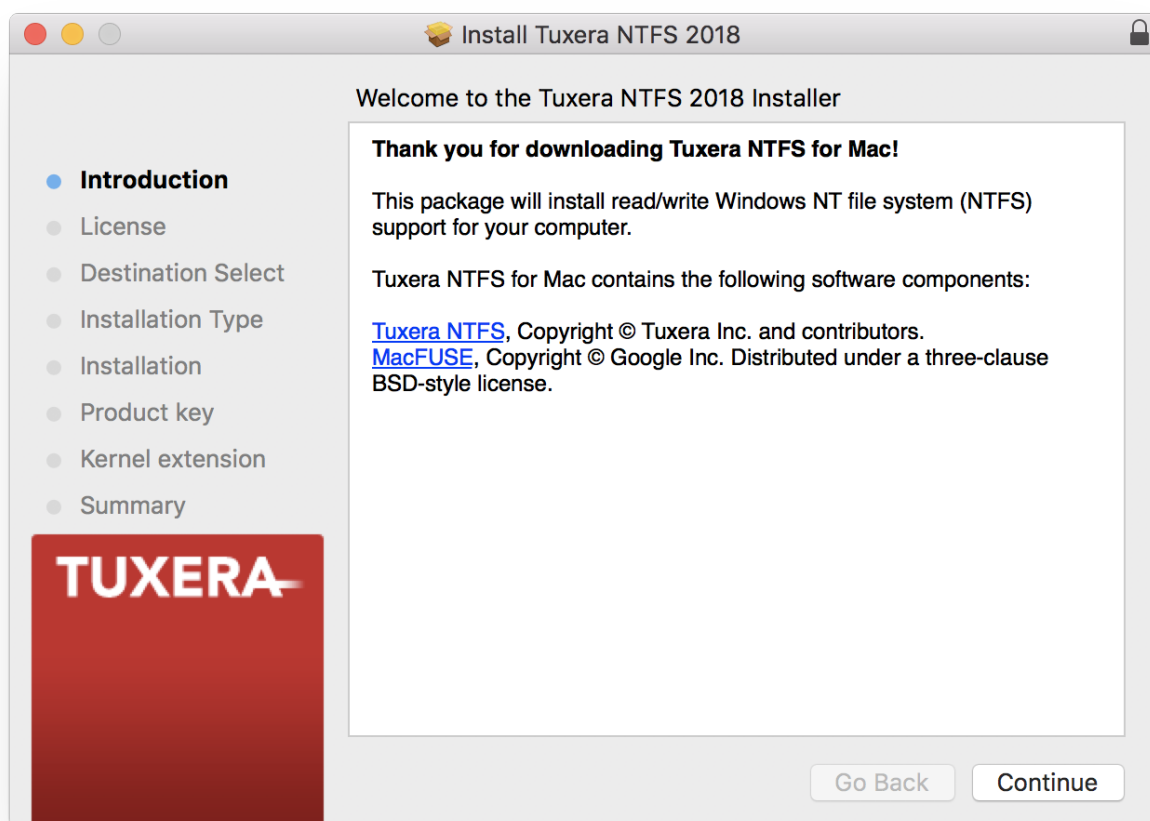 Install Tuxera NTFS 2018
Welcome to the Tuxera NTFS 2018 Installer
Introduction
License
Destination Select
Installation Type
Installation
Product key
Kernel extension
Summary
TUXERA
Thank you for downloading Tuxera NTFS for Mac!
This package will install read/write Windows NT file system (NTFS)
support for your computer.
Tuxera NTFS for Mac contains the following software components:
Tuxera NTFS, Copyright © Tuxera Inc. and contributors.
MacFUSE, Copyright © Google Inc. Distributed under a three-clause
BSD-style license.
Go Back
Continue